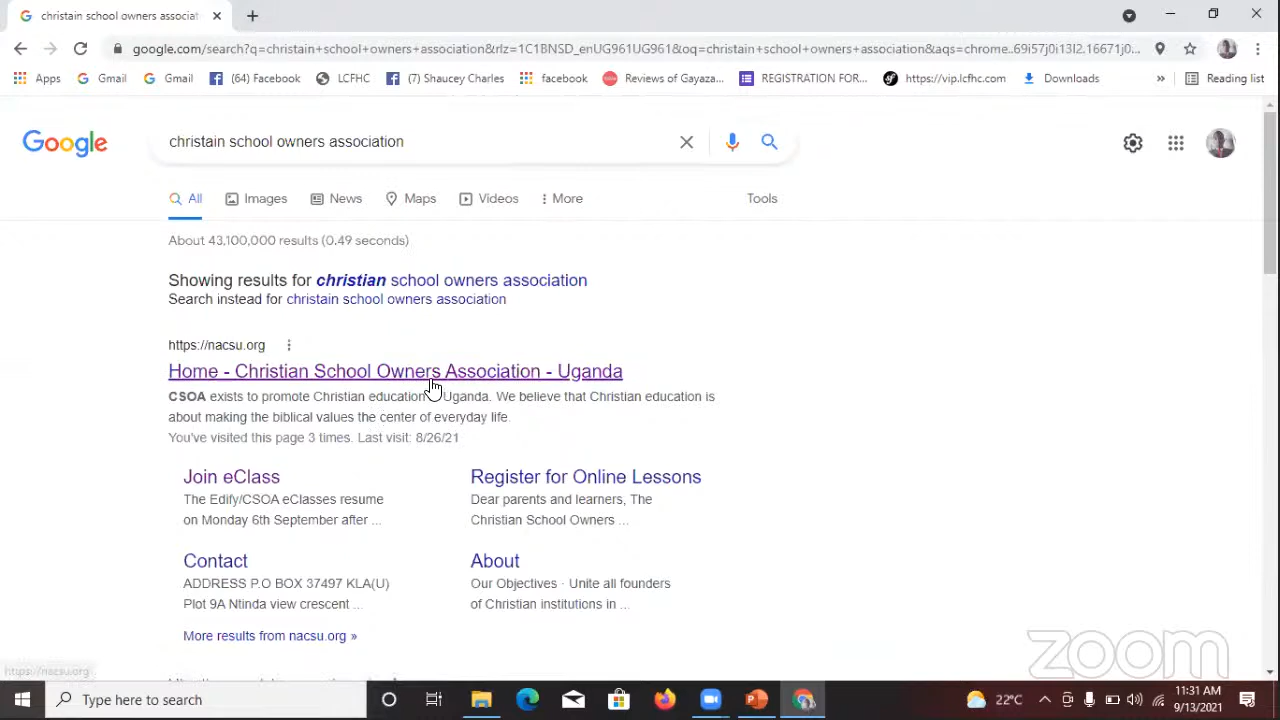 christain school owners associat
google.com/search?q=christain+school+owners+association&rlz=1C1BNSD_enUG961UG961&oq=christain+school+owners+association&aqs=chrome..69i57j0i13l2.16671j0...
Apps Gmail Gmail (64) Facebook LCFHC (7) Shaucey Charles facebook Reviews of Gayaza... REGISTRATION FOR... https://vip.lcfhc.com Downloads » Reading list
Google christain school owners association
All Images News Maps Videos More Tools
About 43,100,000 results (0.49 seconds)
Showing results for christian school owners association
Search instead for christain school owners association
https://nacsu.org
Home - Christian School Owners Association - Uganda
CSOA exists to promote Christian education Uganda. We believe that Christian education is
about making the biblical values the center of everyday life.
You've visited this page 3 times. Last visit: 8/26/21
Join eClass
The Edify/CSOA eClasses resume
on Monday 6th September after ...
Register for Online Lessons
Dear parents and learners, The
Christian School Owners ...
Contact
ADDRESS P.O BOX 37497 KLA(U)
Plot 9A Ntinda view crescent ...
About
Our Objectives · Unite all founders
of Christian institutions in ...
More results from nacsu.org »
zoom
https://nacsu.org
Type here to search
22°C
11:31 AM
9/13/2021